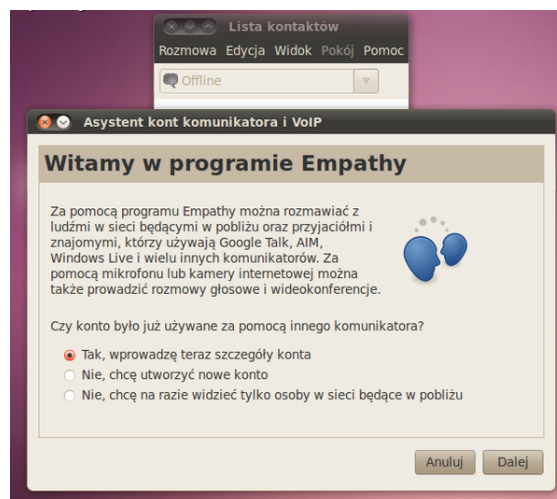 Lista kontaktów
Rozmowa Edycja Widok Pokój Pomoc
Offline
Asystent kont komunikatora i VoIP
Witamy w programie Empathy
Za pomocą programu Empathy można rozmawiać z
ludźmi w sieci będącymi w pobliżu oraz przyjaciółmi i
znajomymi, którzy używają Google Talk, AIM,
Windows Live i wielu innych komunikatorów. Za
pomocą mikrofonu lub kamery internetowej można
także prowadzić rozmowy głosowe i wideokonferencje.
Czy konto było już używane za pomocą innego komunikatora?
Tak, wprowadzę teraz szczegóły konta
Nie, chcę utworzyć nowe konto
Nie, chcę na razie widzieć tylko osoby w sieci będące w pobliżu
Anuluj Dalej